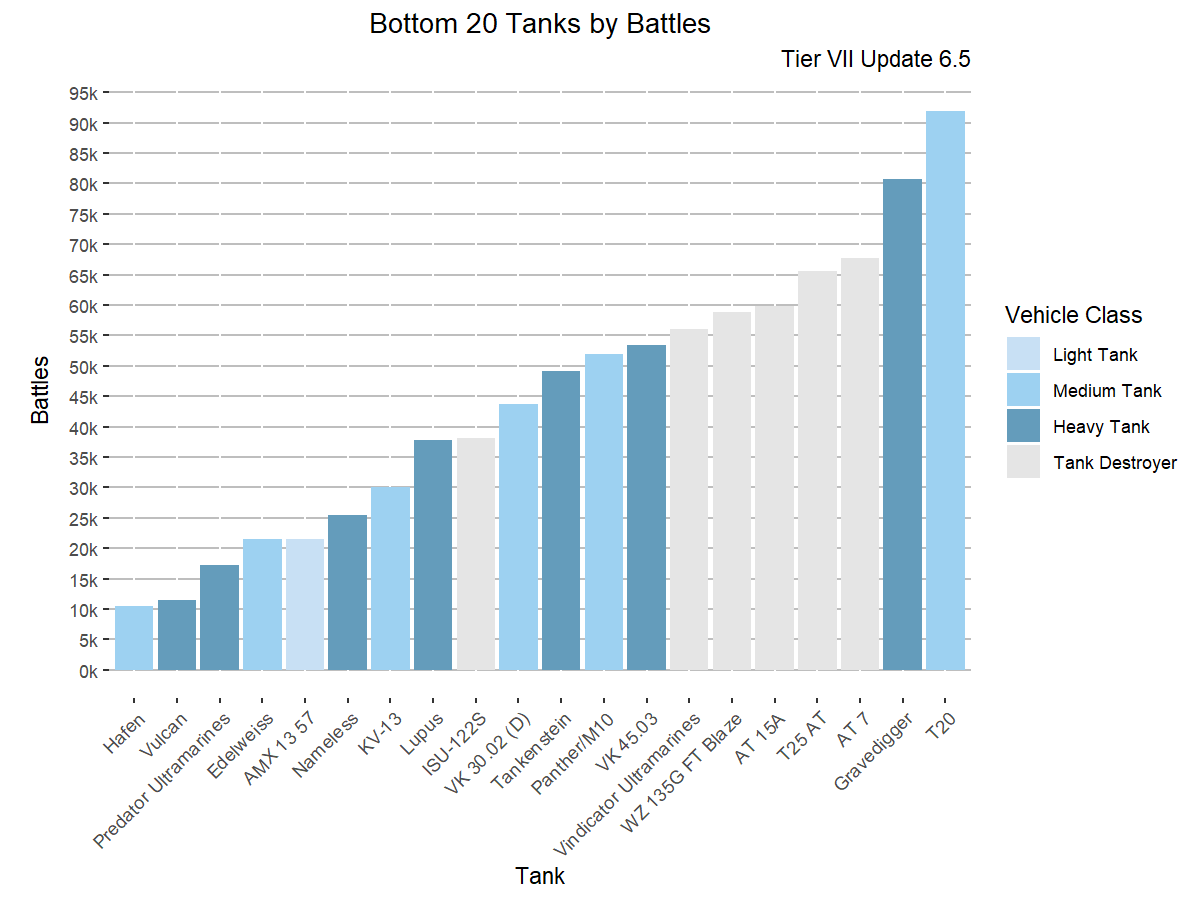 Bottom 20 Tanks by Battles
Tier VII Update 6.5
95k
90k
85k
80k
75k
70k
65k
60k
55k
50k
45k
40k
35k
30k
25k
20k
15k
10k
5k
0k
Battles
Hafen
Vulcan
Predator Ultramarines
Edelweiss
AMX 13 57
Nameless
KV-13
Lupus
ISU-122S
VK 30.02 (D)
Tankenstein
Panther/M10
VK 45.03
Vindicator Ultramarines
WZ 135G FT Blaze
AT 15A
T25 AT
AT 7
Gravedigger
T20
Tank
Vehicle Class
Light Tank
Medium Tank
Heavy Tank
Tank Destroyer